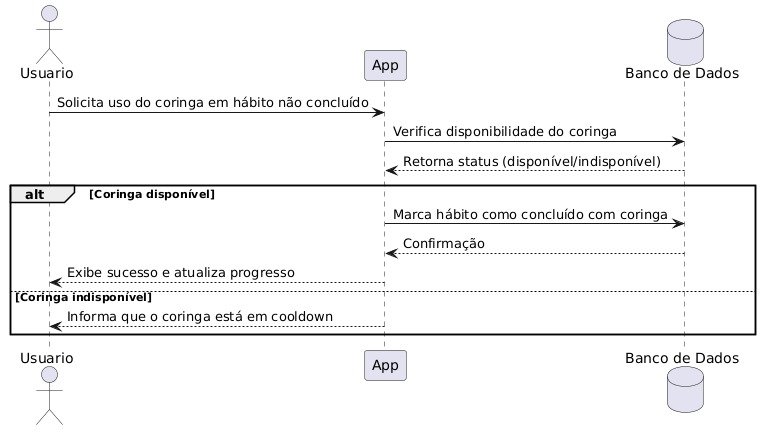 Usuario
App
Banco de Dados
Solicita uso do coringa em hábito não concluído
Verifica disponibilidade do coringa
Retorna status (disponível/indisponível)
alt [Coringa disponível]
Marca hábito como concluído com coringa
Confirmação
Exibe sucesso e atualiza progresso
[Coringa indisponível]
Informa que o coringa está em cooldown
Usuario
App
Banco de Dados